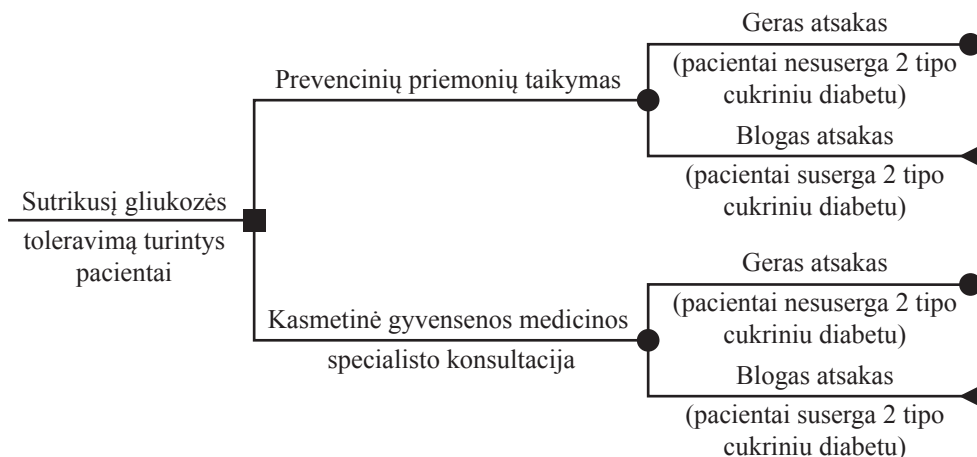 Geras atsakas
(pacientai nesuserga 2 tipo
cukriniu diabetu)
Prevencinių priemonių taikymas
Blogas atsakas
(pacientai suserga 2 tipo
cukriniu diabetu)
Sutrikusį gliukozės
toleravimą turintys
pacientai
Geras atsakas
(pacientai nesuserga 2 tipo
cukriniu diabetu)
Kasmetinė gyvensenos medicinos
specialisto konsultacija
Blogas atsakas
(pacientai suserga 2 tipo
cukriniu diabetu)